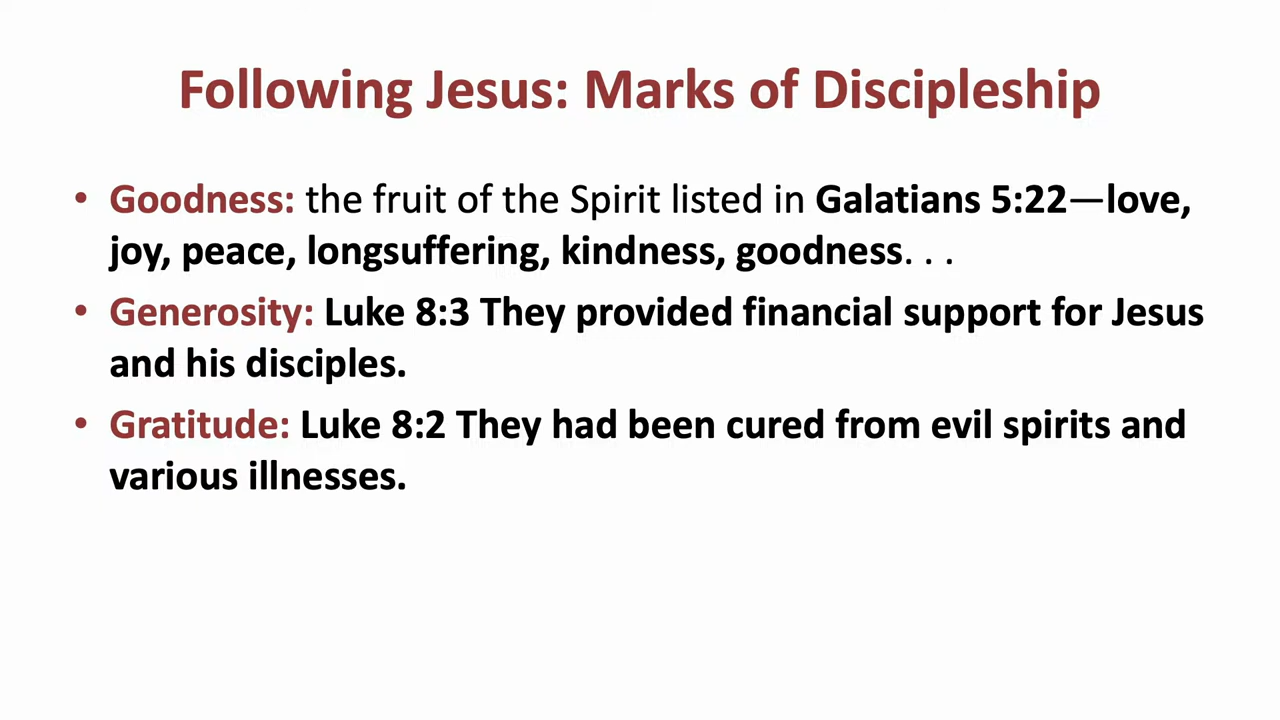 Following Jesus: Marks of Discipleship
• Goodness: the fruit of the Spirit listed in Galatians 5:22—love,
joy, peace, longsuffering, kindness, goodness. . .
• Generosity: Luke 8:3 They provided financial support for Jesus
and his disciples.
• Gratitude: Luke 8:2 They had been cured from evil spirits and
various illnesses.